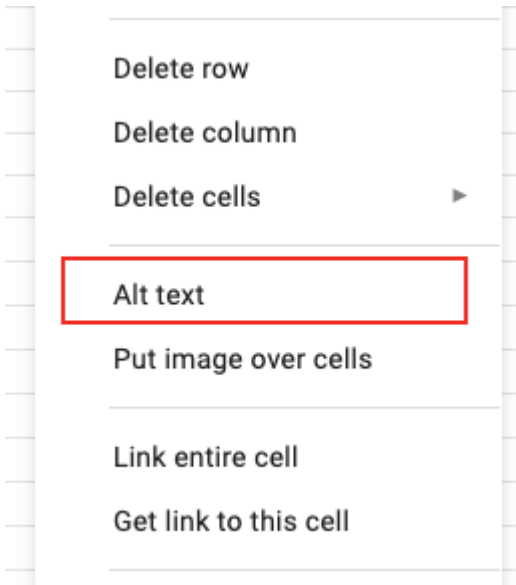 Delete row
Delete column
Delete cells
Alt text
Put image over cells
Link entire cell
Get link to this cell